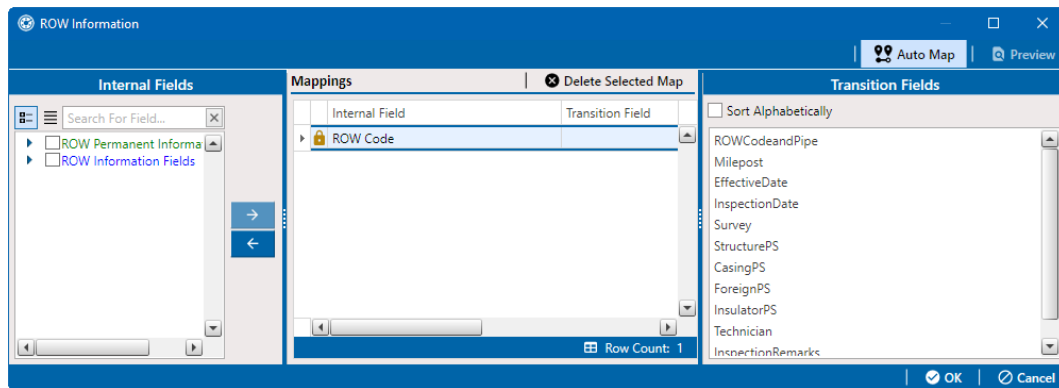 ROW Information
Auto Map
Preview
Internal Fields
Search For Field...
ROW Permanent Informa
ROW Information Fields
Mappings
Delete Selected Map
Internal Field
Transition Field
ROW Code
Row Count: 1
Transition Fields
Sort Alphabetically
ROWCodeandPipe
Milepost
EffectiveDate
InspectionDate
Survey
StructurePS
CasingPS
ForeignPS
InsulatorPS
Technician
InspectionRemarks
OK
Cancel